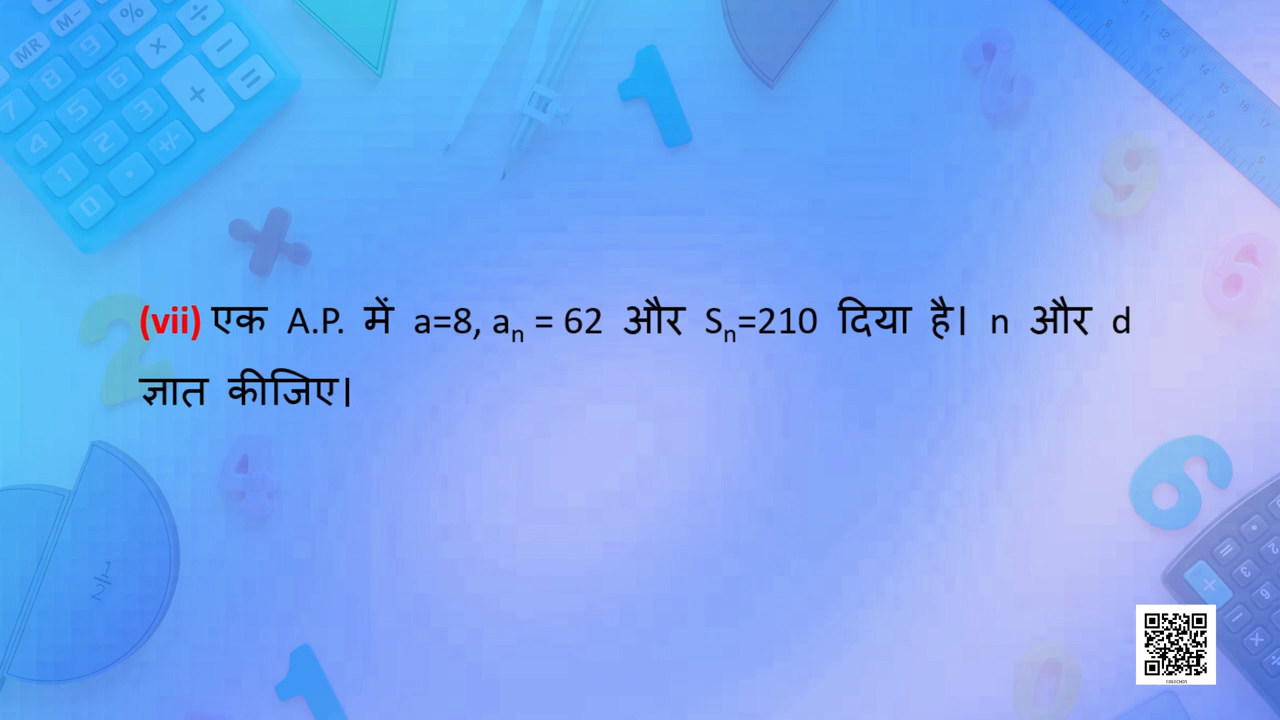 (vii) एक A.P. में a=8, aₙ = 62 और Sₙ=210 दिया है। n और d
ज्ञात कीजिए।